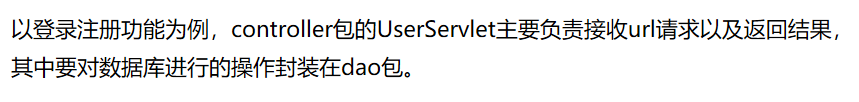 以登录注册功能为例，controller包的UserServlet主要负责接收url请求以及返回结果，
其中要对数据库进行的操作封装在dao包。